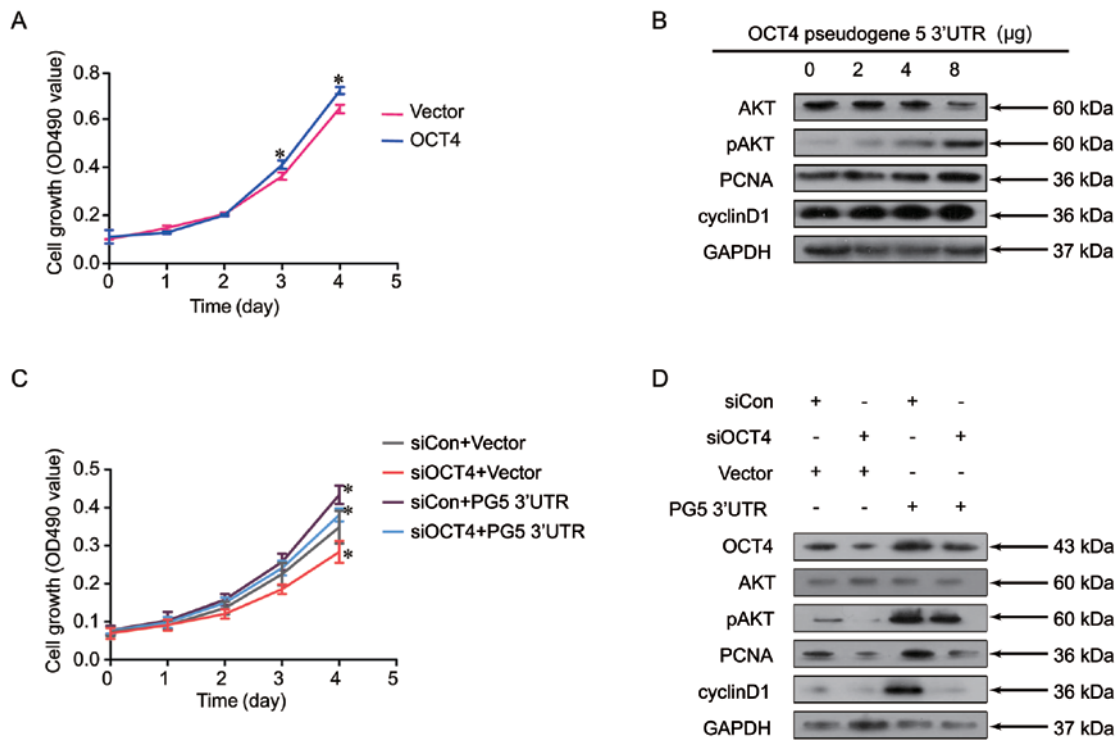 A
Cell growth (OD490 value)
0.8
0.6
0.4
0.2
0.0
0 1 2 3 4 5
Time (day)
* *
Vector
OCT4
B
OCT4 pseudogene 5 3'UTR (µg)
0 2 4 8
AKT 60 kDa
pAKT 60 kDa
PCNA 36 kDa
cyclinD1 36 kDa
GAPDH 37 kDa
C
siCon+Vector
siOCT4+Vector
siCon+PG5 3'UTR
siOCT4+PG5 3'UTR
Cell growth (OD490 value)
0.5
0.4
0.3
0.2
0.1
0.0
0 1 2 3 4 5
Time (day)
*
*
*
D
siCon + - + -
siOCT4 - + - +
Vector + + - -
PG5 3'UTR - - + +
OCT4 43 kDa
AKT 60 kDa
pAKT 60 kDa
PCNA 36 kDa
cyclinD1 36 kDa
GAPDH 37 kDa